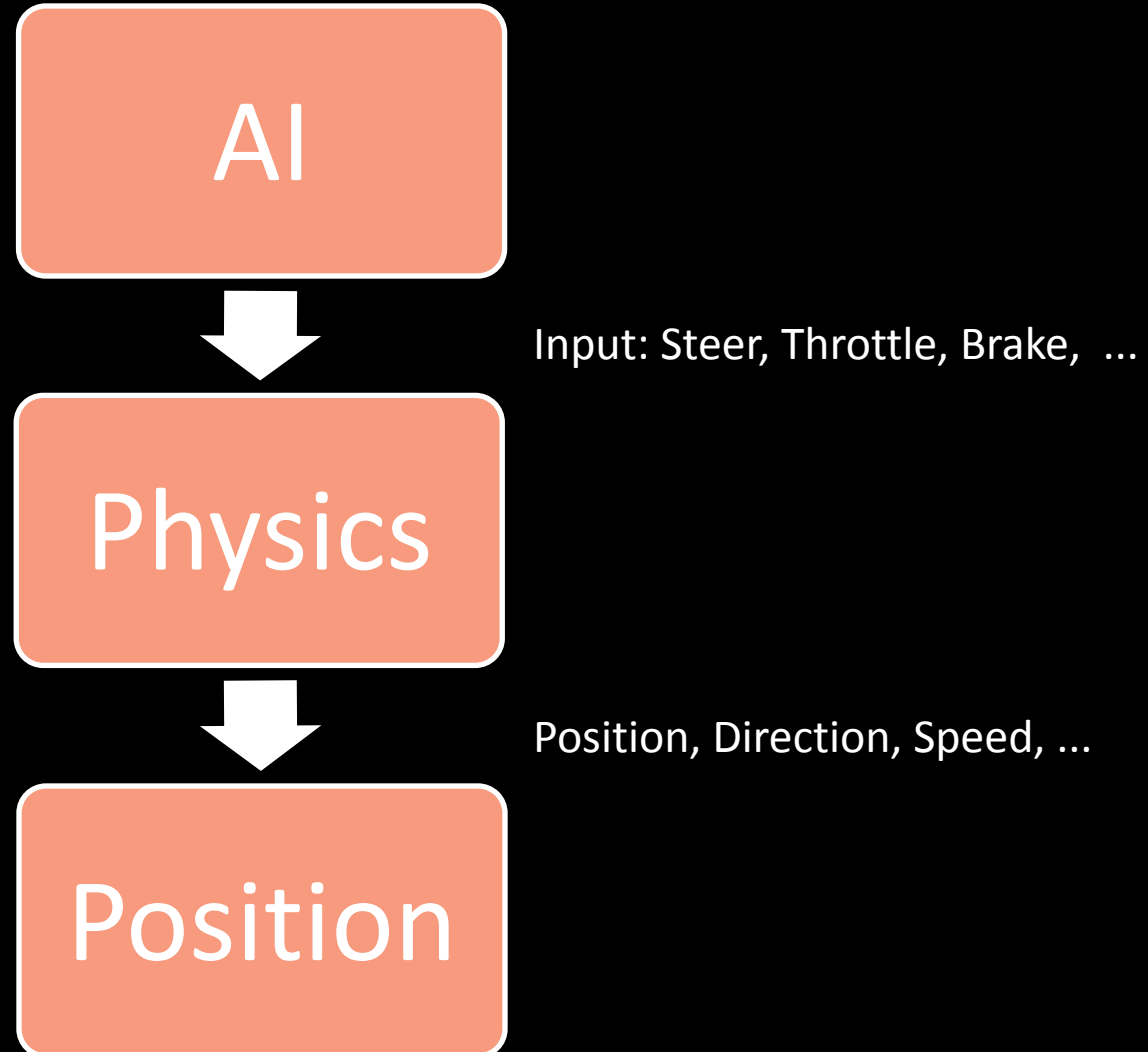 AI
Input: Steer, Throttle, Brake,  ...
Physics
Position, Direction, Speed, ...
Position